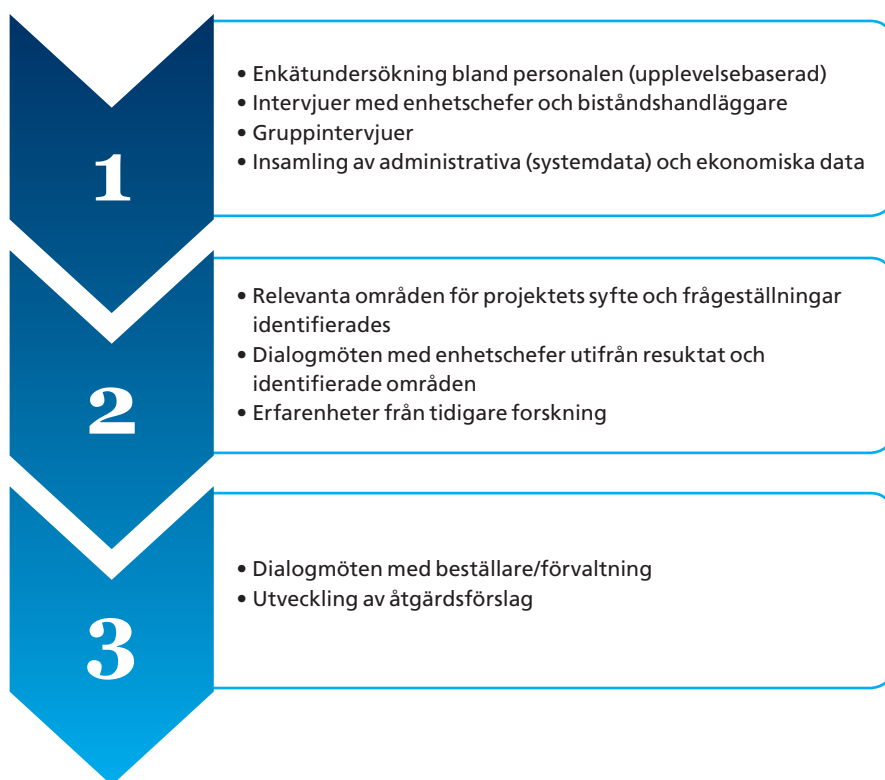 1
• Enkätundersökning bland personalen (upplevelsebaserad)
• Intervjuer med enhetschefer och biståndshandläggare
• Gruppintervjuer
• Insamling av administrativa (systemdata) och ekonomiska data
2
• Relevanta områden för projektets syfte och frågeställningar
identifierades
• Dialogmöten med enhetschefer utifrån resuktat och
identifierade områden
• Erfarenheter från tidigare forskning
3
• Dialogmöten med beställare/förvaltning
• Utveckling av åtgärdsförslag